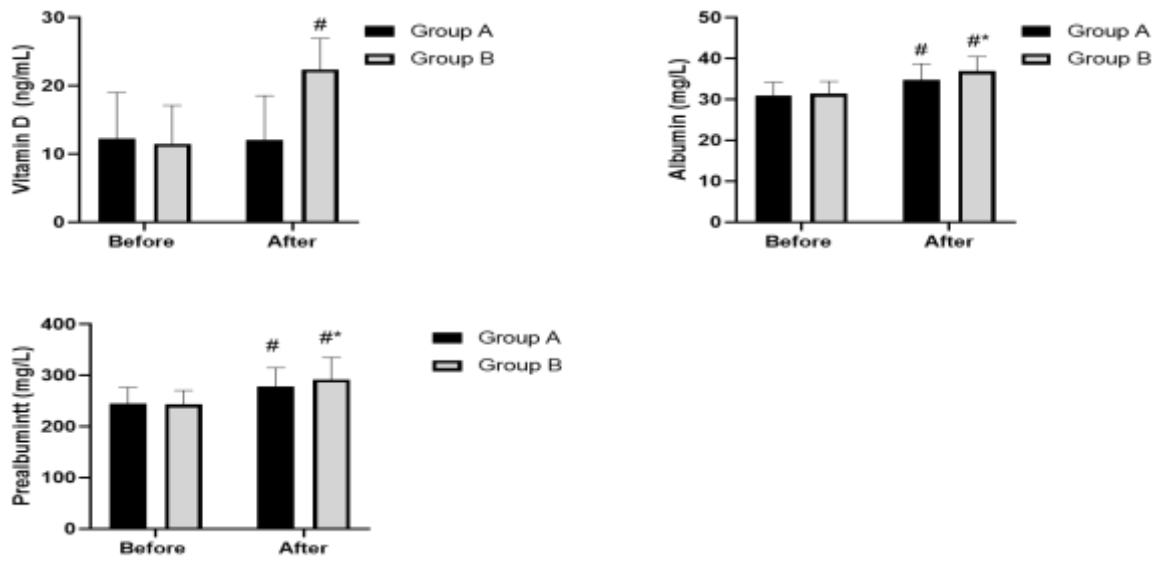 Vitamin D (ng/mL)
30
20
10
0
#
Before
After
Group A
Group B
Albumin (mg/L)
50
40
30
20
10
0
#
#*
Before
After
Group A
Group B
Prealbumintt (mg/L)
400
300
200
100
0
#
#*
Before
After
Group A
Group B